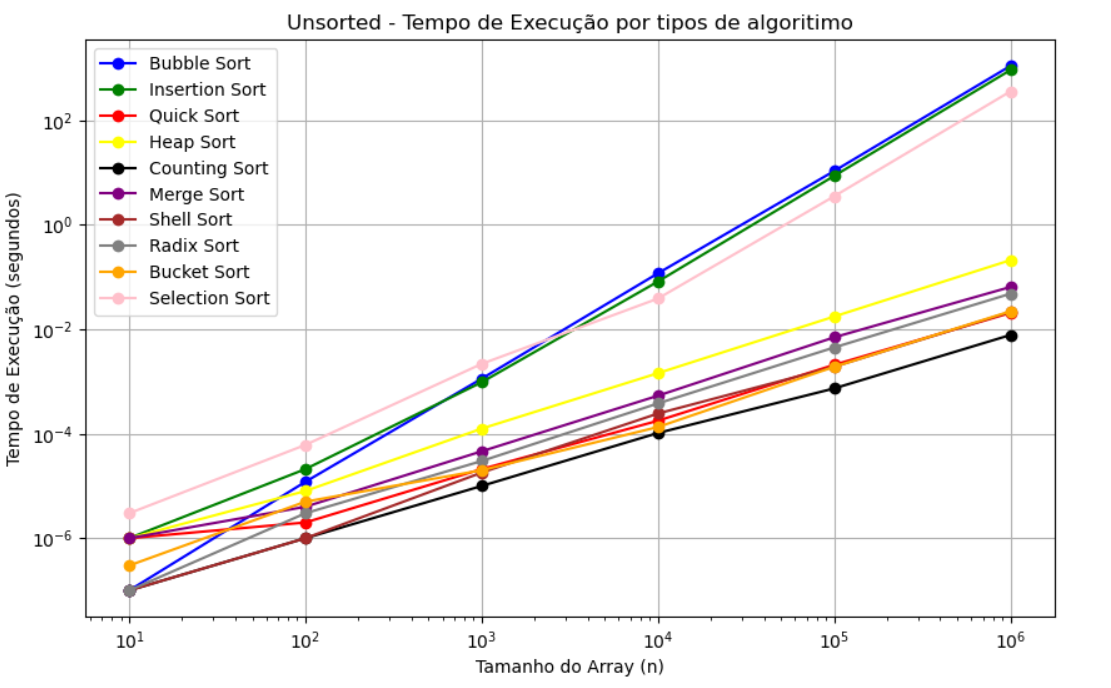 Unsorted - Tempo de Execução por tipos de algoritimo
Bubble Sort
Insertion Sort
Quick Sort
Heap Sort
Counting Sort
Merge Sort
Shell Sort
Radix Sort
Bucket Sort
Selection Sort
Tempo de Execução (segundos)
10²
10⁰
10⁻²
10⁻⁴
10⁻⁶
10¹ 10² 10³ 10⁴ 10⁵ 10⁶
Tamanho do Array (n)